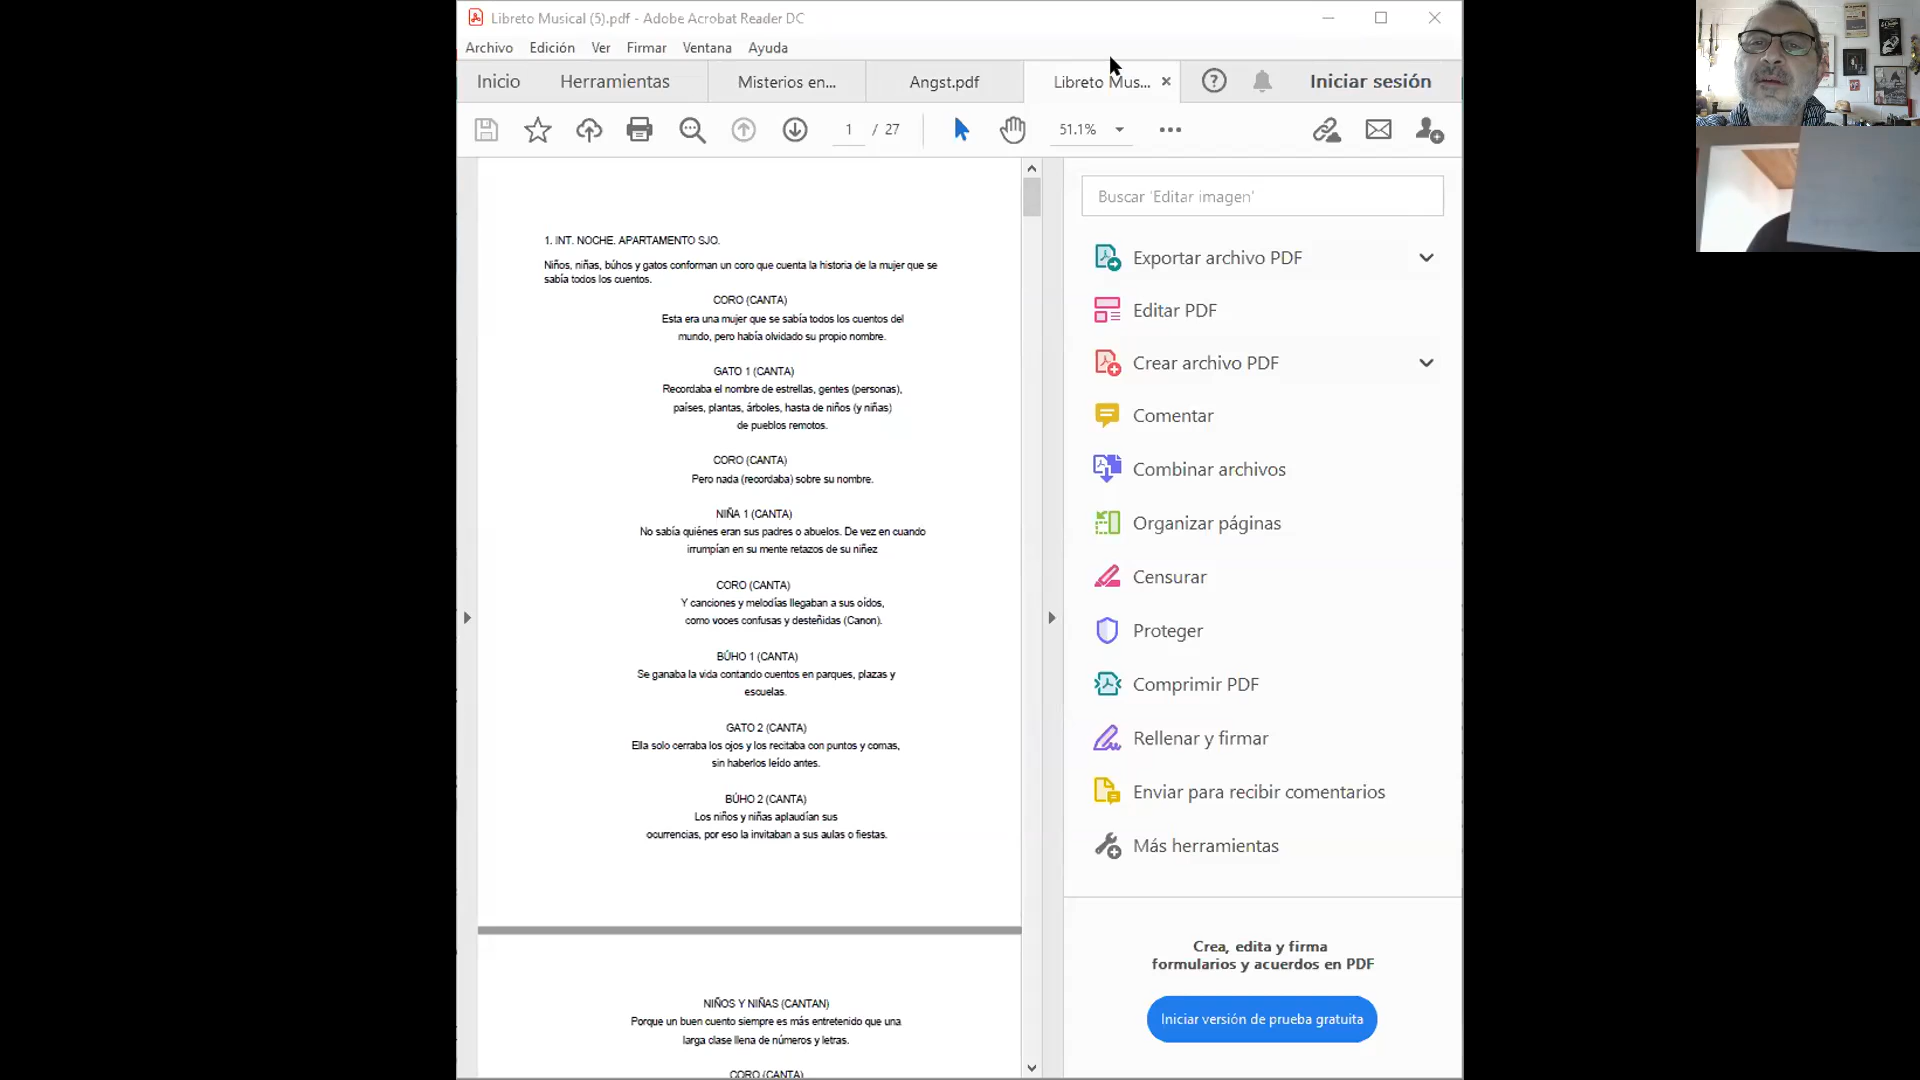 Libreto Musical (5).pdf - Adobe Acrobat Reader DC
Archivo Edición Ver Firmar Ventana Ayuda
Inicio Herramientas Misterios en... Angst.pdf Libreto Mus... Iniciar sesión
1 / 27 51.1%
1. INT. NOCHE. APARTAMENTO SJO.
Niños, niñas, búhos y gatos conforman un coro que cuenta la historia de la mujer que se
sabía todos los cuentos.
CORO (CANTA)
Esta era una mujer que se sabía todos los cuentos del
mundo, pero había olvidado su propio nombre.
GATO 1 (CANTA)
Recordaba el nombre de estrellas, gentes (personas),
países, plantas, árboles, hasta de niños (y niñas)
de pueblos remotos.
CORO (CANTA)
Pero nada (recordaba) sobre su nombre.
NIÑA 1 (CANTA)
No sabía quiénes eran sus padres o abuelos. De vez en cuando
irrumpían en su mente retazos de su niñez
CORO (CANTA)
Y canciones y melodías llegaban a sus oídos,
como voces confusas y desteñidas (Canon).
BÚHO 1 (CANTA)
Se ganaba la vida contando cuentos en parques, plazas y
escuelas.
GATO 2 (CANTA)
Ella solo cerraba los ojos y los recitaba con puntos y comas,
sin haberlos leído antes.
BÚHO 2 (CANTA)
Los niños y niñas aplaudían sus
ocurrencias, por eso la invitaban a sus aulas o fiestas.
NIÑOS Y NIÑAS (CANTAN)
Porque un buen cuento siempre es más entretenido que una
larga clase llena de números y letras.
CORO (CANTA)
Buscar 'Editar imagen'
Exportar archivo PDF
Editar PDF
Crear archivo PDF
Comentar
Combinar archivos
Organizar páginas
Censurar
Proteger
Comprimir PDF
Rellenar y firmar
Enviar para recibir comentarios
Más herramientas
Crea, edita y firma
formularios y acuerdos en PDF
Iniciar versión de prueba gratuita